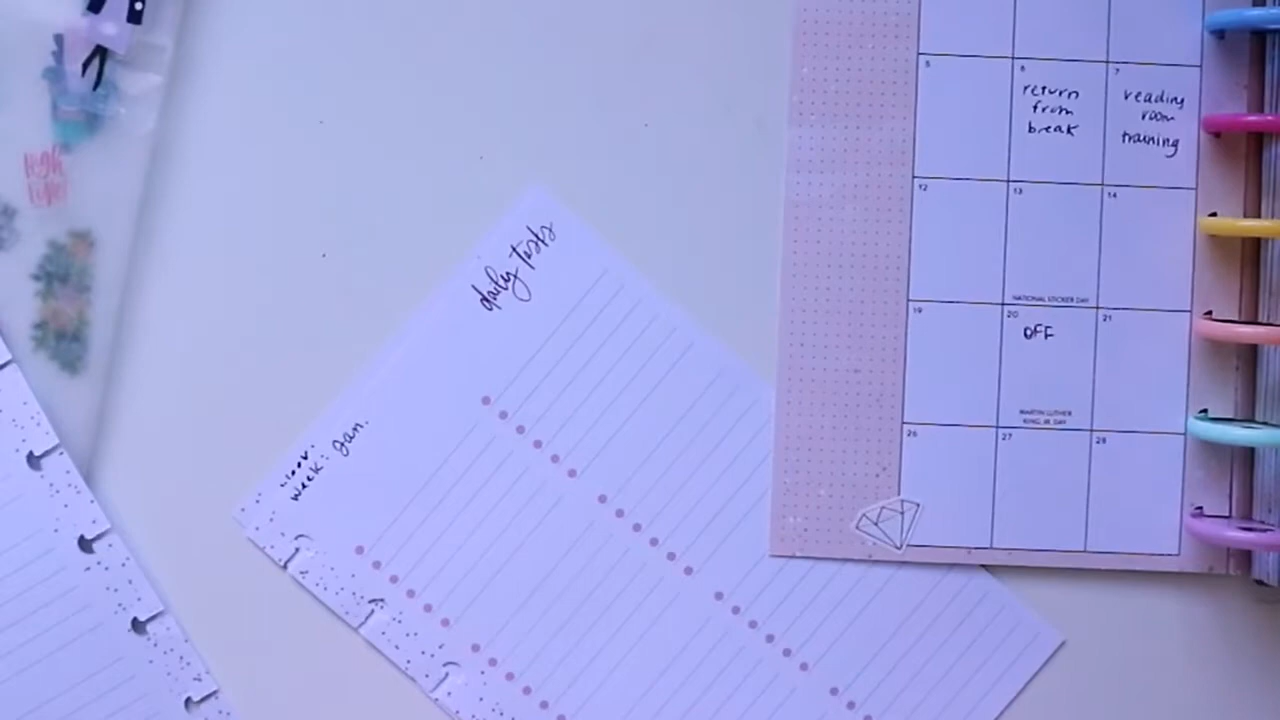 HIGH
daily tasks
week: Jan.
5
6
return
from
break
7
reading
room
training
12
13
NATIONAL STICKER DAY
14
19
20
OFF
MARTIN LUTHER
KING, JR. DAY
21
26
27
28